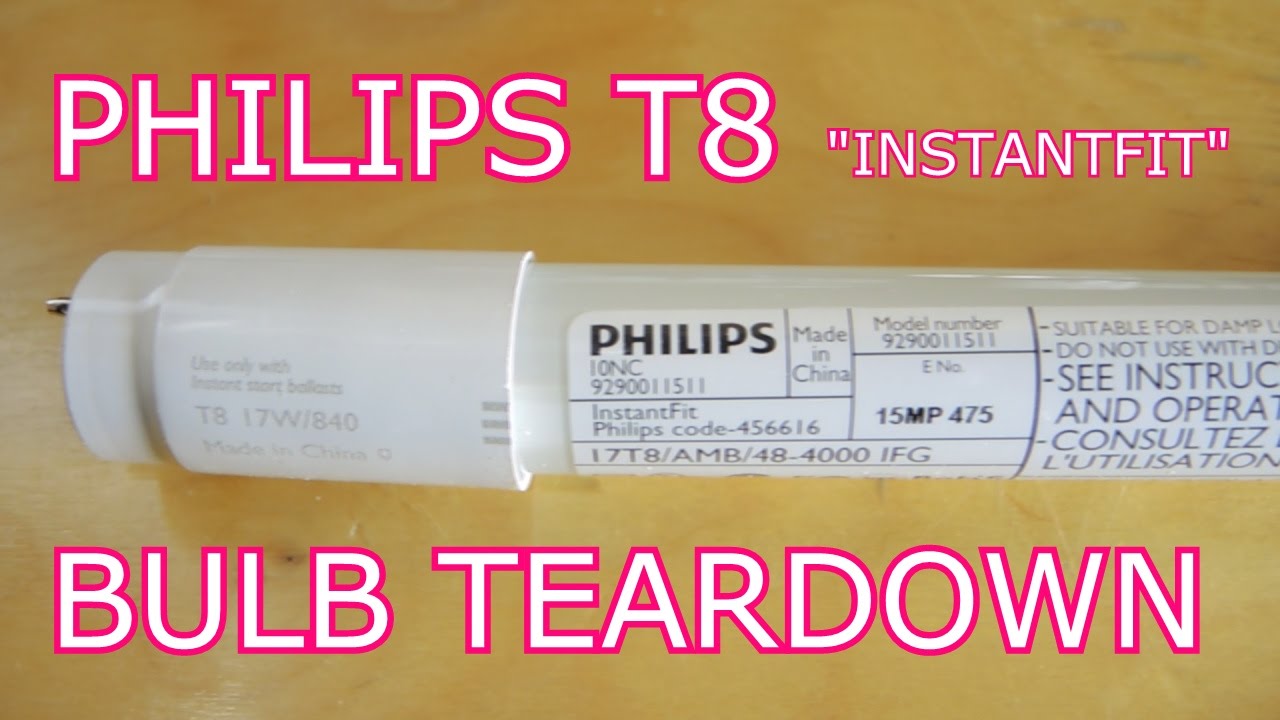 PHILIPS T8 "INSTANTFIT"
Use only with
Instant start ballasts
T8 17W/840
Made in China
PHILIPS
10NC
9290011511
Made
in
China
Model number
9290011511
E No.
15MP 475
InstantFit
Philips code-456616
17T8/AMB/48-4000 IFG
-SUITABLE FOR DAMP
-DO NOT USE WITH
-SEE INSTRUC
AND OPERAT
-CONSULTEZ
L'UTILISATION
BULB TEARDOWN